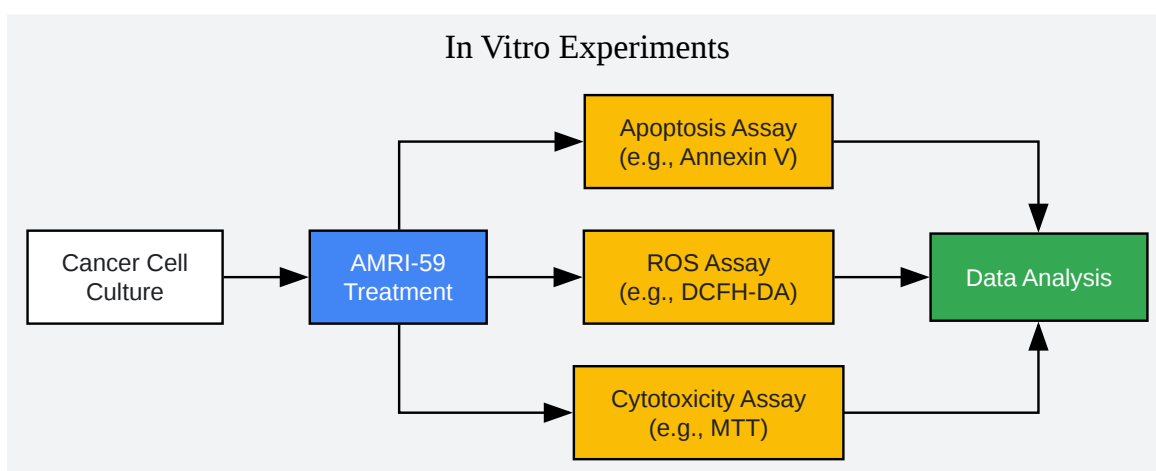 In Vitro Experiments
Apoptosis Assay
(e.g., Annexin V)
Cancer Cell
Culture
AMRI-59
Treatment
ROS Assay
(e.g., DCFH-DA)
Data Analysis
Cytotoxicity Assay
(e.g., MTT)